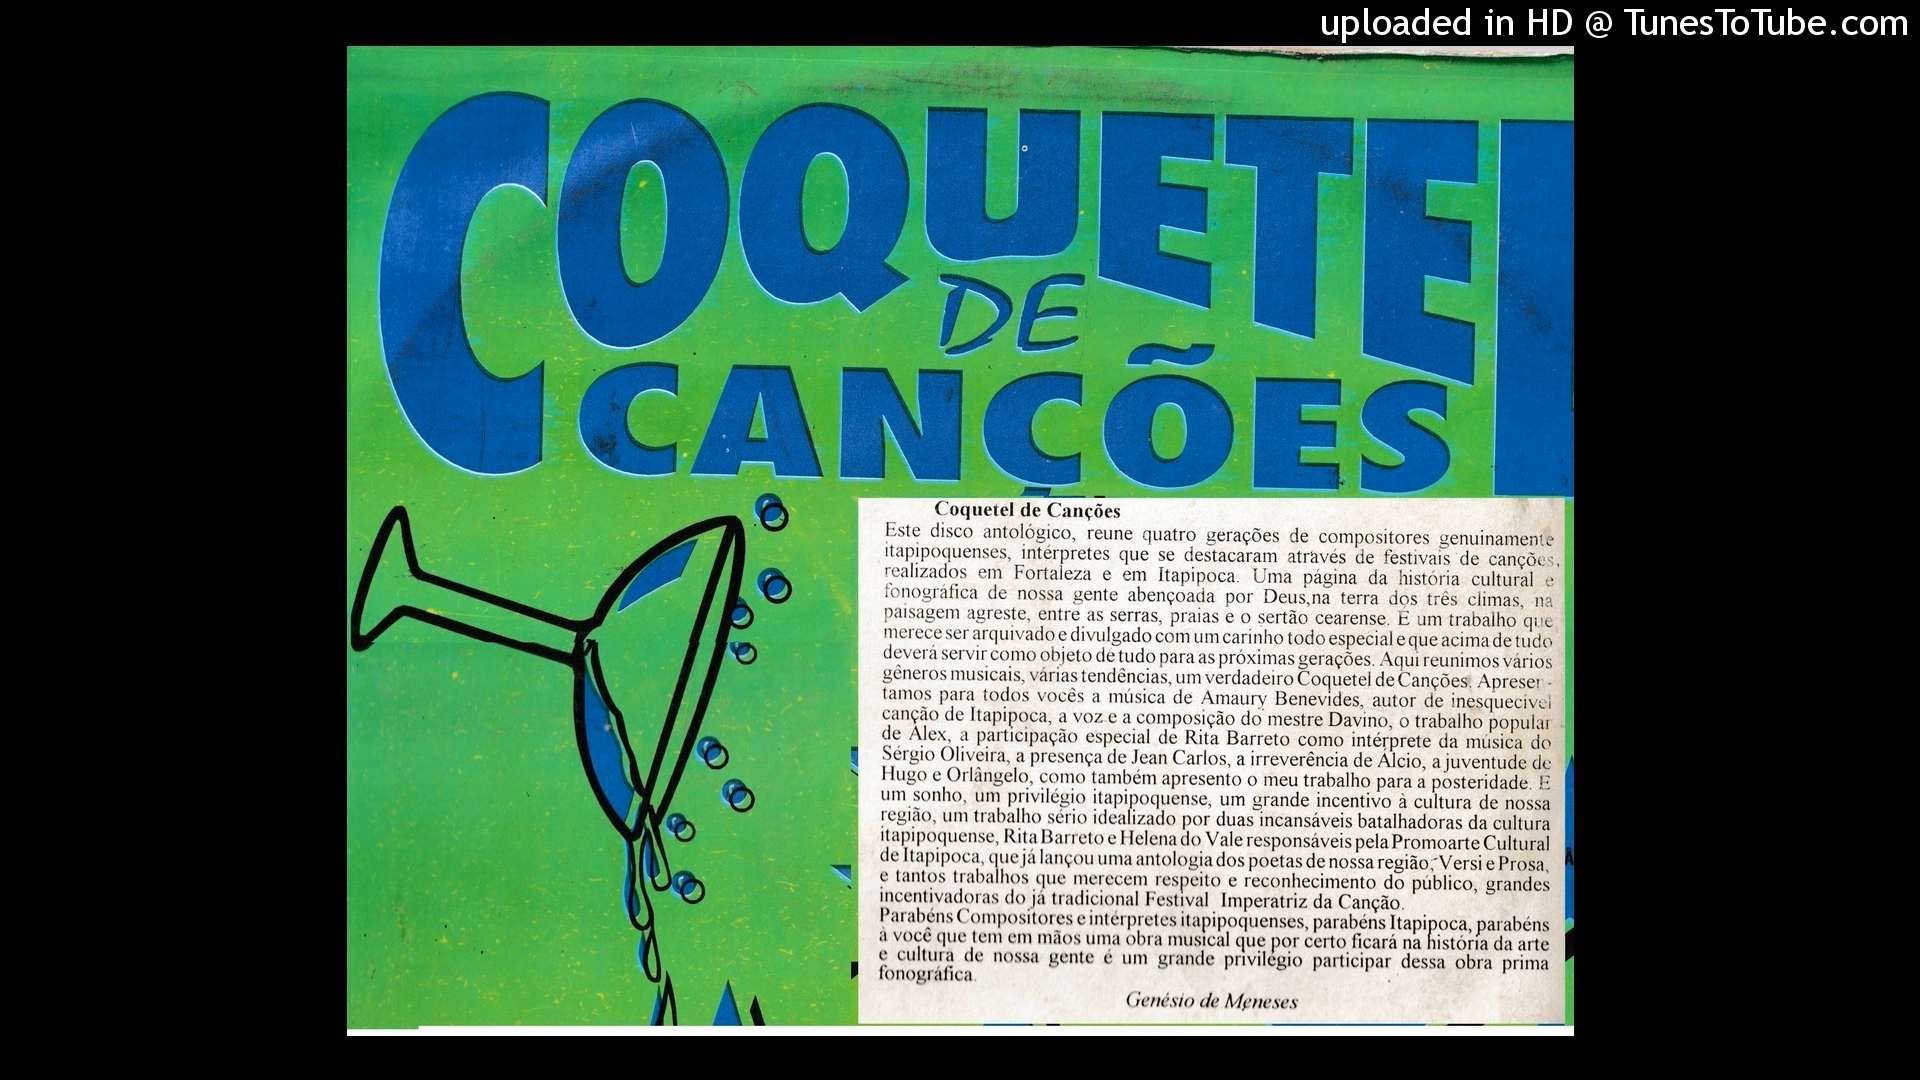 uploaded in HD @ TunesToTube.com
COQUETEL
DE
CANÇÕES
Coquetel de Canções
Este disco antológico, reune quatro gerações de compositores genuinamente
itapipoquenses, intérpretes que se destacaram através de festivais de canções,
realizados em Fortaleza e em Itapipoca. Uma página da história cultural e
fonográfica de nossa gente abençoada por Deus,na terra dos três climas, na
paisagem agreste, entre as serras, praias e o sertão cearense. É um trabalho que
merece ser arquivado e divulgado com um carinho todo especial e que acima de tudo
deverá servir como objeto de tudo para as próximas gerações. Aqui reunimos vários
gêneros musicais, várias tendências, um verdadeiro Coquetel de Canções. Apresen-
tamos para todos vocês a música de Amaury Benevides, autor de inesquecível
canção de Itapipoca, a voz e a composição do mestre Davino, o trabalho popular
de Álex, a participação especial de Rita Barreto como intérprete da música do
Sérgio Oliveira, a presença de Jean Carlos, a irreverência de Álcio, a juventude de
Hugo e Orlângelo, como também apresento o meu trabalho para a posteridade. É
um sonho, um privilégio itapipoquense, um grande incentivo à cultura de nossa
região, um trabalho sério idealizado por duas incansáveis batalhadoras da cultura
itapipoquense, Rita Barreto e Helena do Vale responsáveis pela Promoarte Cultural
de Itapipoca, que já lançou uma antologia dos poetas de nossa região, Versi e Prosa,
e tantos trabalhos que merecem respeito e reconhecimento do público, grandes
incentivadoras do já tradicional Festival Imperatriz da Canção.
Parabéns Compositores e intérpretes itapipoquenses, parabéns Itapipoca, parabéns
à você que tem em mãos uma obra musical que por certo ficará na história da arte
e cultura de nossa gente é um grande privilégio participar dessa obra prima
fonográfica.
Genésio de Meneses